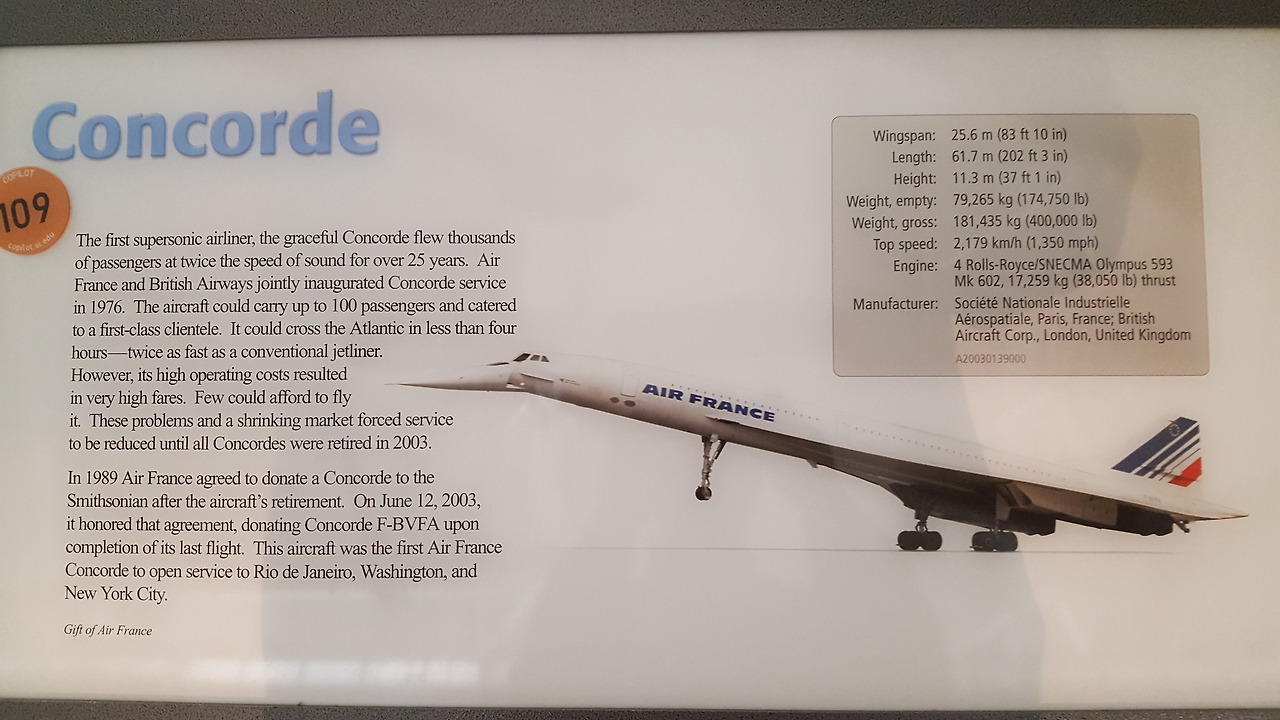 Concorde
COPILOT
109
copilot.si.edu
The first supersonic airliner, the graceful Concorde flew thousands
of passengers at twice the speed of sound for over 25 years. Air
France and British Airways jointly inaugurated Concorde service
in 1976. The aircraft could carry up to 100 passengers and catered
to a first-class clientele. It could cross the Atlantic in less than four
hours—twice as fast as a conventional jetliner.
However, its high operating costs resulted
in very high fares. Few could afford to fly
it. These problems and a shrinking market forced service
to be reduced until all Concordes were retired in 2003.
In 1989 Air France agreed to donate a Concorde to the
Smithsonian after the aircraft's retirement. On June 12, 2003,
it honored that agreement, donating Concorde F-BVFA upon
completion of its last flight. This aircraft was the first Air France
Concorde to open service to Rio de Janeiro, Washington, and
New York City.
Gift of Air France
Wingspan: 25.6 m (83 ft 10 in)
Length: 61.7 m (202 ft 3 in)
Height: 11.3 m (37 ft 1 in)
Weight, empty: 79,265 kg (174,750 lb)
Weight, gross: 181,435 kg (400,000 lb)
Top speed: 2,179 km/h (1,350 mph)
Engine: 4 Rolls-Royce/SNECMA Olympus 593
Mk 602, 17,259 kg (38,050 lb) thrust
Manufacturer: Société Nationale Industrielle
Aérospatiale, Paris, France; British
Aircraft Corp., London, United Kingdom
A20030139000
AIR FRANCE